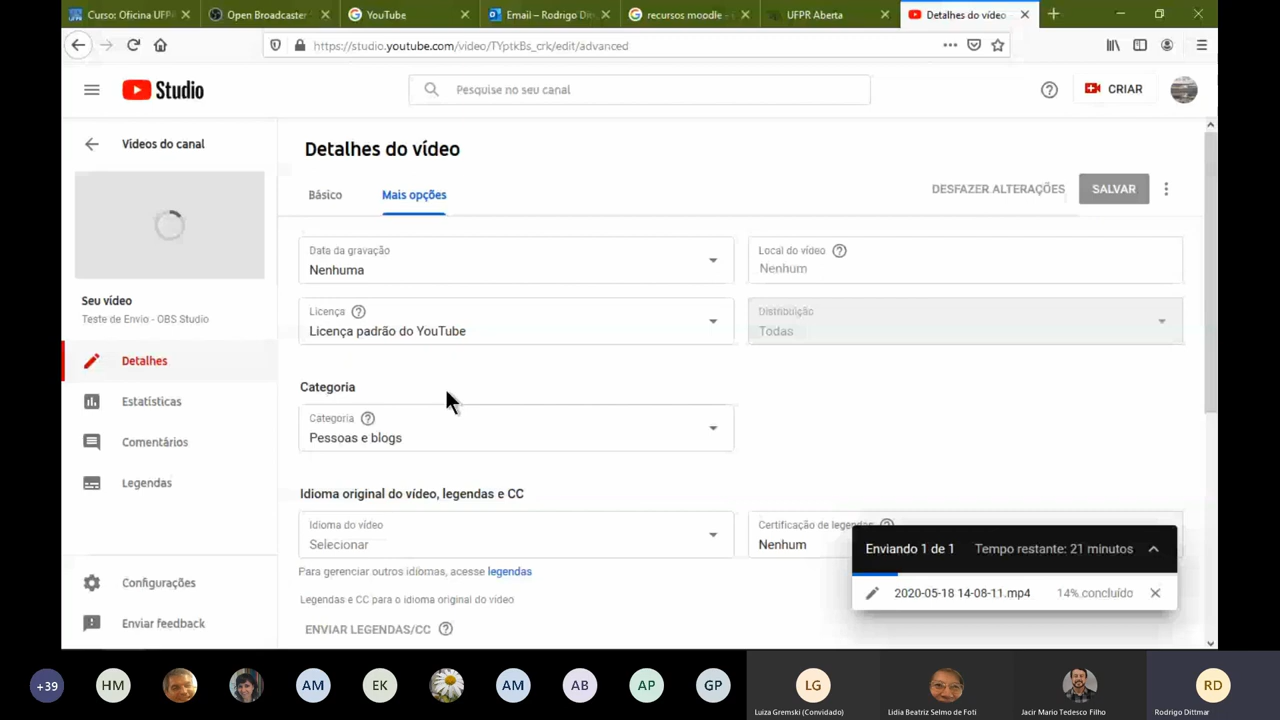 Curso: Oficina UFPA
Open Broadcaster
YouTube
Email – Rodrigo Dit
recursos moodle –
UFPR Aberta
Detalhes do vídeo
https://studio.youtube.com/video/TYptkBs_crk/edit/advanced
Studio
Pesquise no seu canal
CRIAR
Vídeos do canal
Detalhes do vídeo
Básico
Mais opções
DESFAZER ALTERAÇÕES
SALVAR
Data da gravação
Nenhuma
Local do vídeo
Nenhum
Seu vídeo
Teste de Envio - OBS Studio
Licença
Licença padrão do YouTube
Distribuição
Todas
Detalhes
Estatísticas
Comentários
Legendas
Categoria
Categoria
Pessoas e blogs
Idioma original do vídeo, legendas e CC
Idioma do vídeo
Selecionar
Certificação de legendas
Nenhum
Para gerenciar outros idiomas, acesse legendas
Legendas e CC para o idioma original do vídeo
ENVIAR LEGENDAS/CC
Enviando 1 de 1
Tempo restante: 21 minutos
2020-05-18 14-08-11.mp4
14% concluído
Configurações
Enviar feedback
+39
HM
AM
EK
AM
AB
AP
GP
LG
RD
Luiza Gremski (Convidado)
Lidia Beatriz Selmo de Foti
Jacir Mario Tedesco Filho
Rodrigo Dittmar